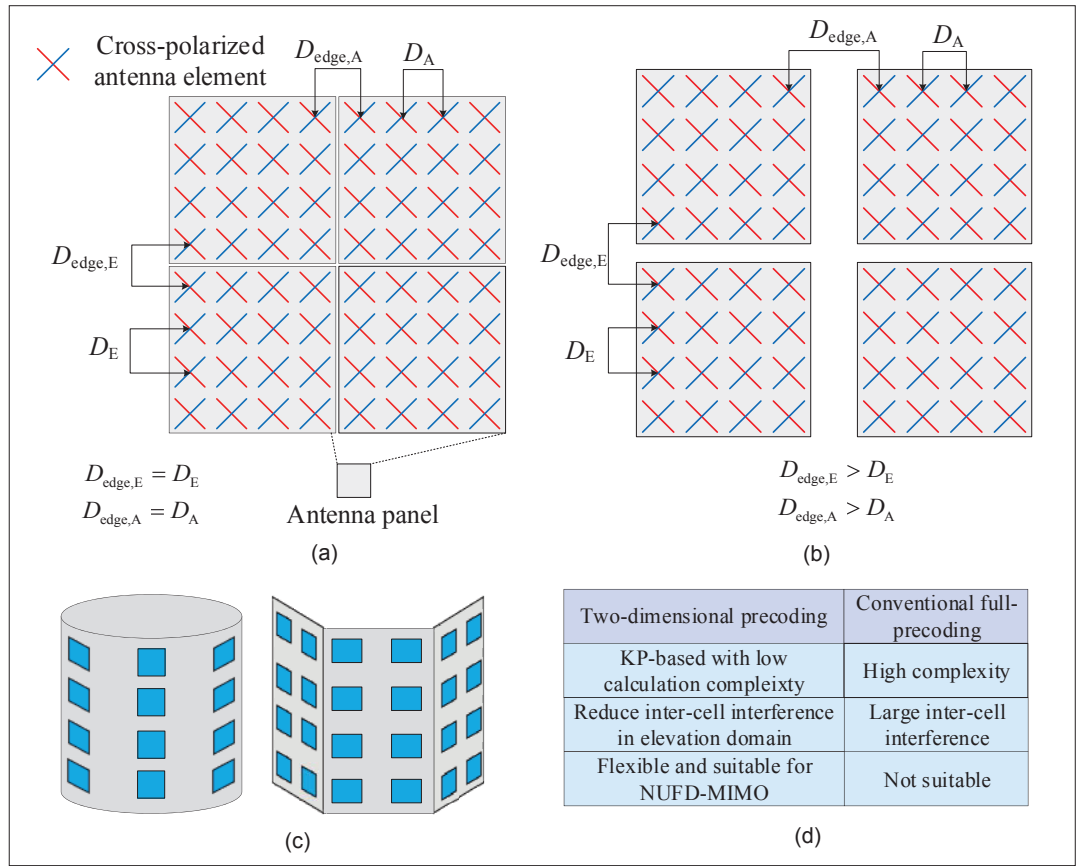 Cross-polarized
antenna element
D_edge,A
D_A
D_edge,E
D_E
D_edge,E = D_E
D_edge,A = D_A
Antenna panel
(a)
D_edge,A
D_A
D_edge,E
D_E
D_edge,E > D_E
D_edge,A > D_A
(b)
(c)
Two-dimensional precoding
Conventional full-
precoding
KP-based with low
calculation compleixty
High complexity
Reduce inter-cell interference
in elevation domain
Large inter-cell
interference
Flexible and suitable for
NUFD-MIMO
Not suitable
(d)